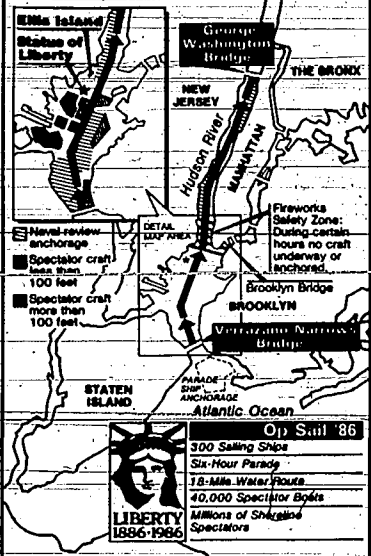 Ellis Island
Status of
Liberty
George
Washington
Bridge
THE BRONX
NEW
JERSEY
Hudson River
MANHATTAN
Naval review
anchorage
Spectator craft
less than
100 feet
Spectator craft
more than
100 feet
DETAIL
MAP AREA
Fireworks
Safety Zone:
During certain
hours no craft
underway or
anchored.
Brooklyn Bridge
BROOKLYN
Verrazano Narrows
Bridge
STATEN
ISLAND
PARADE
SHIP
ANCHORAGE
Atlantic Ocean
LIBERTY
1886·1986
Op Sail '86
300 Sailing Ships
Six-Hour Parade
18-Mile Water Route
40,000 Spectator Boats
Millions of Shoreline
Spectators